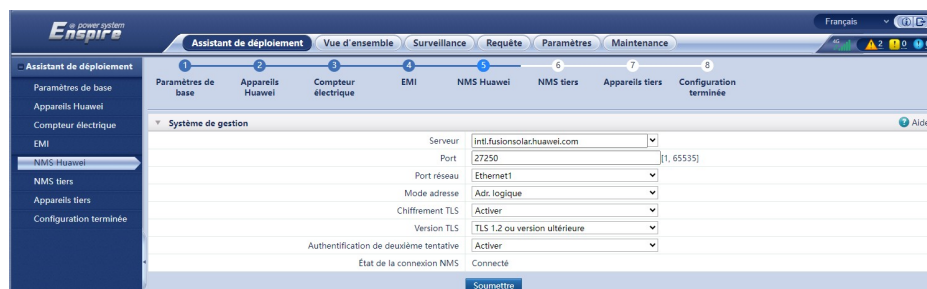 Enspire power system
Français
Assistant de déploiement Vue d'ensemble Surveillance Requête Paramètres Maintenance
4G 2 0 0
Assistant de déploiement
Paramètres de base
Appareils Huawei
Compteur électrique
EMI
NMS Huawei
NMS tiers
Appareils tiers
Configuration terminée
1 2 3 4 5 6 7 8
Paramètres de base Appareils Huawei Compteur électrique EMI NMS Huawei NMS tiers Appareils tiers Configuration terminée
Système de gestion Aide
Serveur intl.fusionsolar.huawei.com
Port 27250 [1, 65535]
Port réseau Ethernet1
Mode adresse Adr. logique
Chiffrement TLS Activer
Version TLS TLS 1.2 ou version ultérieure
Authentification de deuxième tentative Activer
État de la connexion NMS Connecté
Soumettre